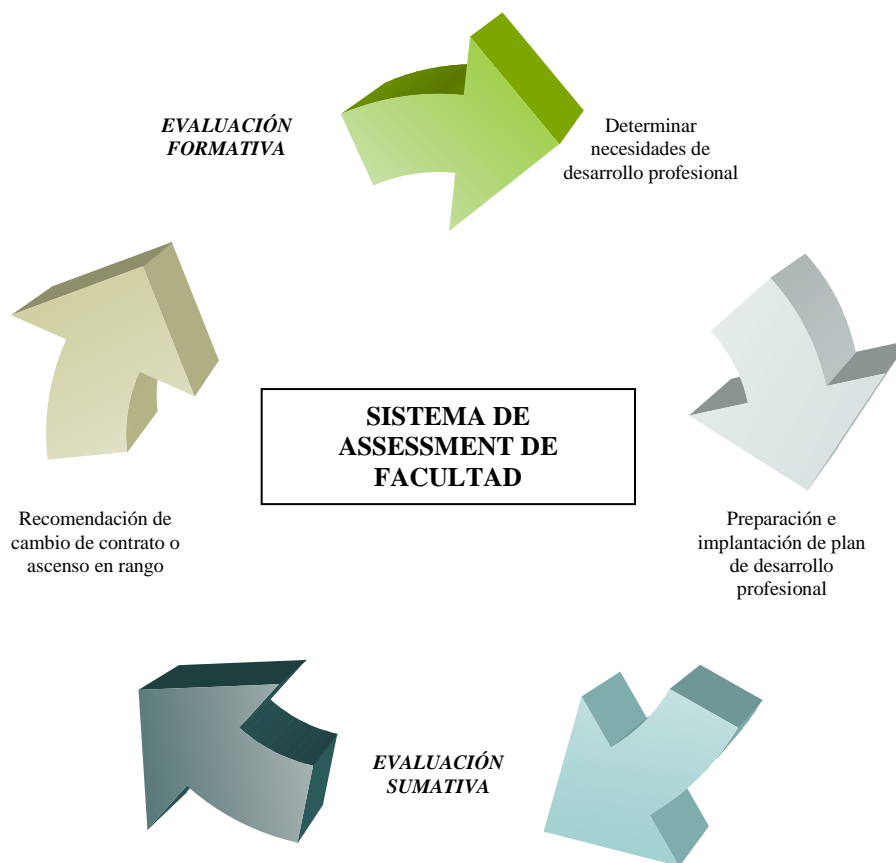 EVALUACIÓN
FORMATIVA
Determinar
necesidades de
desarrollo profesional
SISTEMA DE
ASSESSMENT DE
FACULTAD
Recomendación de
cambio de contrato o
ascenso en rango
Preparación e
implantación de plan
de desarrollo
profesional
EVALUACIÓN
SUMATIVA